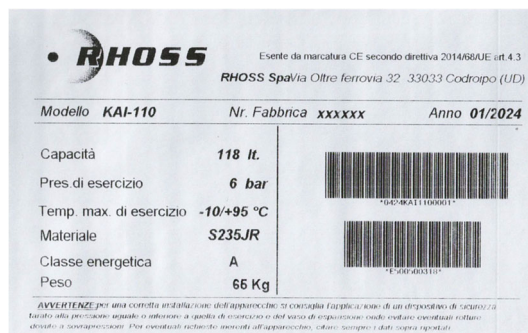 RHOSS
Esente da marcatura CE secondo direttiva 2014/68/UE art.4.3
RHOSS SpaVia Oltre ferrovia 32 33033 Codroipo (UD)
Modello KAI-110 Nr. Fabbrica xxxxxx Anno 01/2024
Capacità 118 lt.
Pres.di esercizio 6 bar
Temp. max. di esercizio -10/+95 °C
Materiale S235JR
Classe energetica A
Peso 65 Kg
*0424KAI1100001*
*E500500318*
AVVERTENZE per una corretta installazione dell'apparecchio si consiglia l'applicazione di un dispositivo di sicurezza
tarato alla pressione uguale o inferiore a quella di esercizio e del vaso di espansione onde evitare eventuali rotture
dovute a sovrapressioni. Per eventuali richieste inerenti all'apparecchio, citare sempre i dati sopra riportati